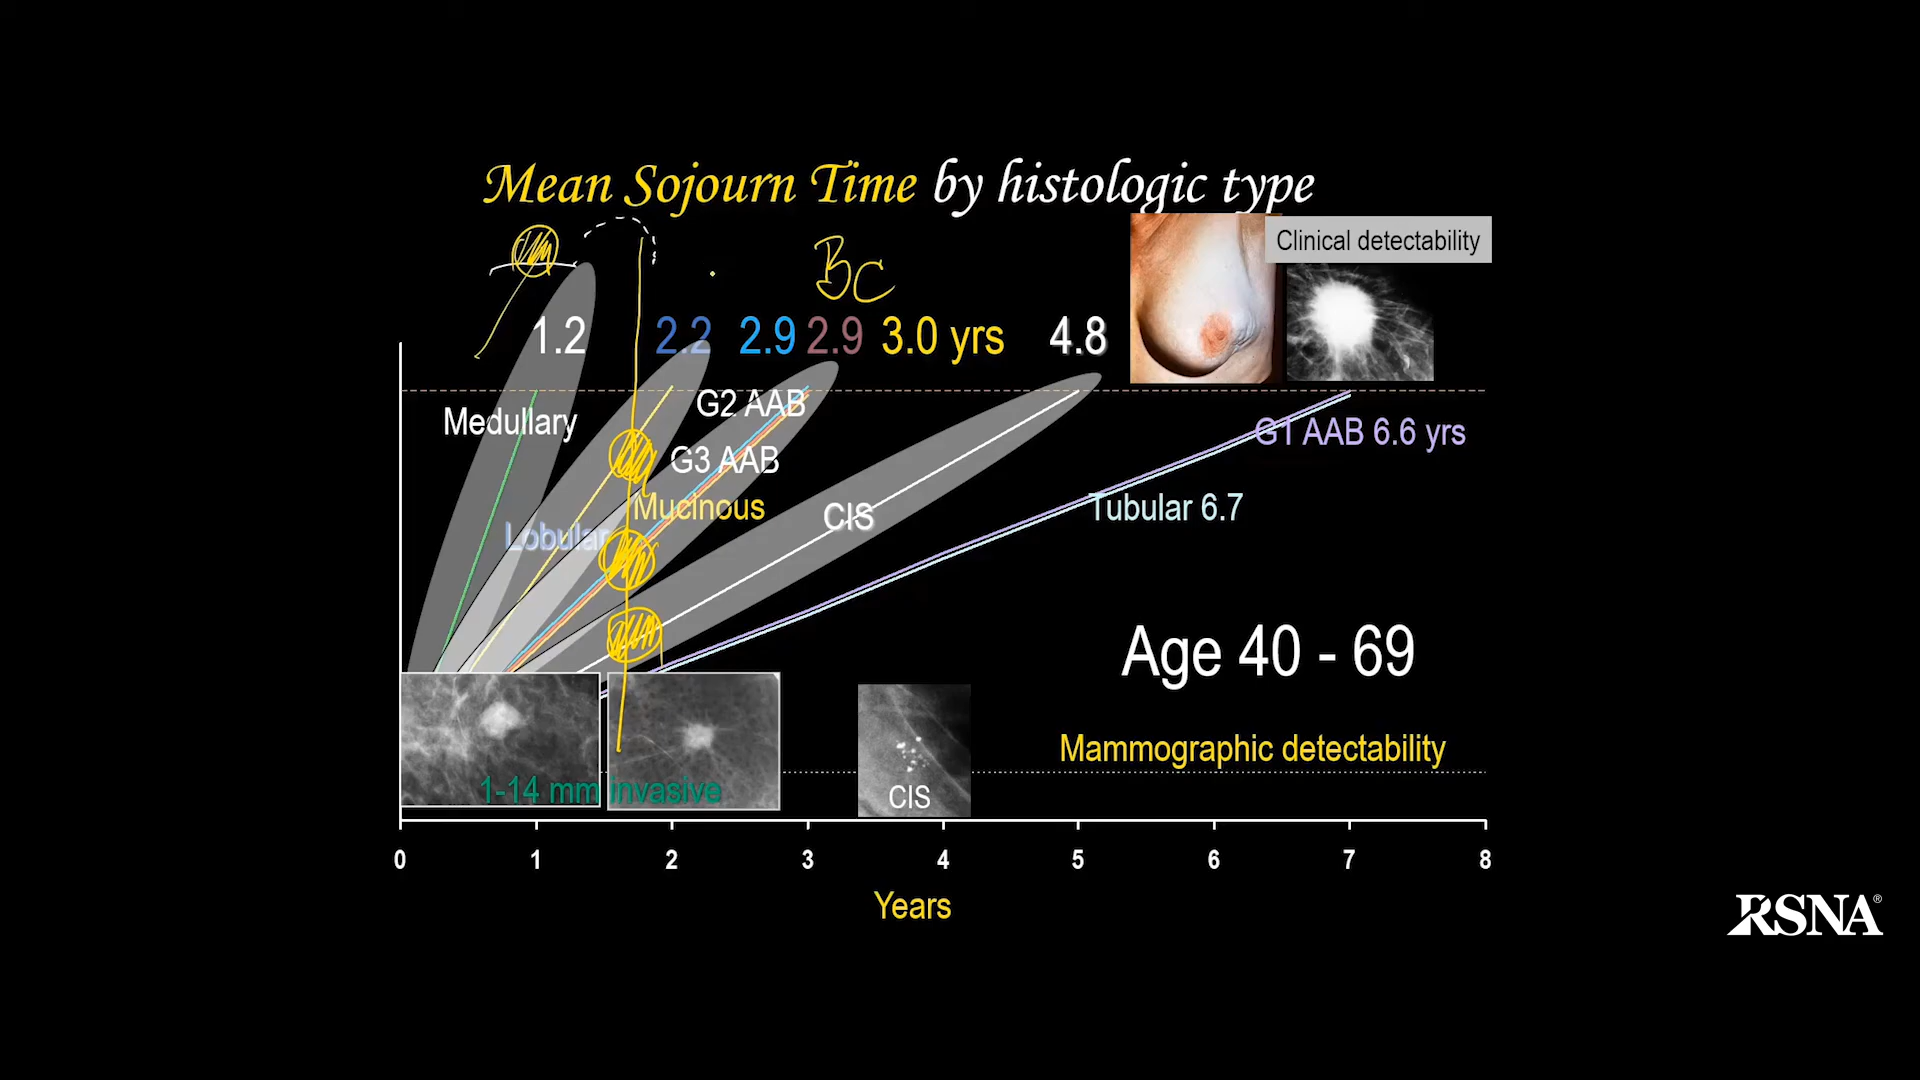 Mean Sojourn Time by histologic type
Clinical detectability
BC
1.2 2.2 2.9 2.9 3.0 yrs 4.8
G2 AAB
Medullary
G1 AAB 6.6 yrs
G3 AAB
Mucinous
CIS
Tubular 6.7
Lobular
Age 40 - 69
Mammographic detectability
1-14 mm invasive
CIS
0 1 2 3 4 5 6 7 8
Years
RSNA®